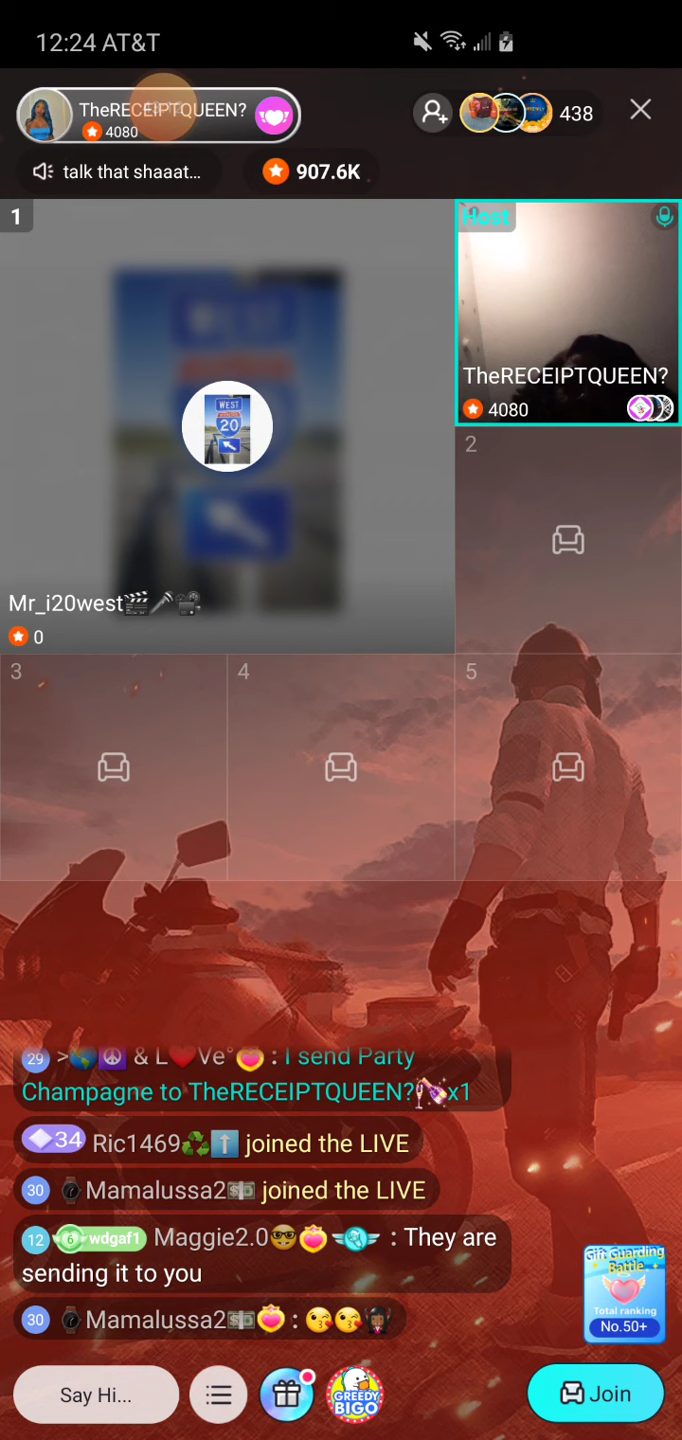 12:24 AT&T
TheRECEIPTQUEEN?
4080
438
talk that shaaat...
907.6K
1
Host
WEST
20
TheRECEIPTQUEEN?
4080
2
Mr_i20west🎬🎤🎥
0
3
4
5
29 >🌎☮ & L❤Ve° : I send Party
Champagne to TheRECEIPTQUEEN? x1
34 Ric1469♻⬆ joined the LIVE
30 ⌚Mamalussa2💵 joined the LIVE
12 6 wdgaf1 Maggie2.0🤓 : They are
sending it to you
30 ⌚Mamalussa2💵 : 😘😘👩🏿‍🎓
Gift Guarding
Battle
Total ranking
No.50+
Say Hi...
GREEDY
BIGO
Join